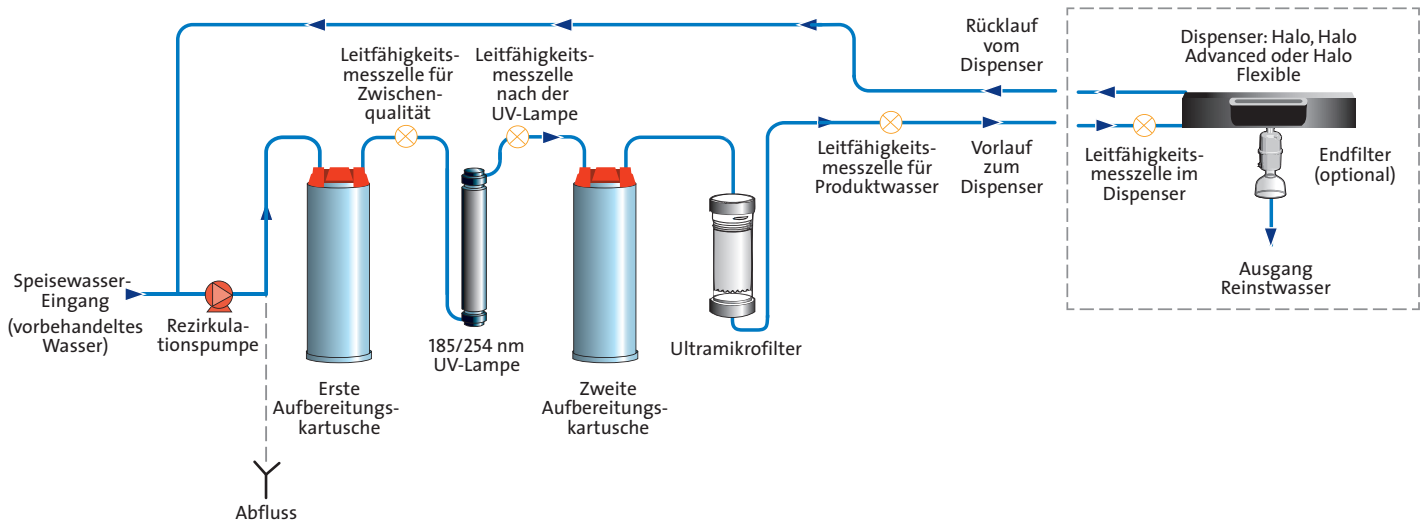 Rücklauf
vom
Dispenser
Dispenser: Halo, Halo
Advanced oder Halo
Flexible
Leitfähigkeits-
messzelle für
Zwischen-
qualität
Leitfähigkeits-
messzelle
nach der
UV-Lampe
Leitfähigkeits-
messzelle für
Produktwasser
Vorlauf
zum
Dispenser
Leitfähigkeits-
messzelle im
Dispenser
Endfilter
(optional)
Ausgang
Reinstwasser
Speisewasser-
Eingang
(vorbehandeltes
Wasser)
Rezirkula-
tionspumpe
185/254 nm
UV-Lampe
Ultramikrofilter
Erste
Aufbereitungs-
kartusche
Zweite
Aufbereitungs-
kartusche
Abfluss